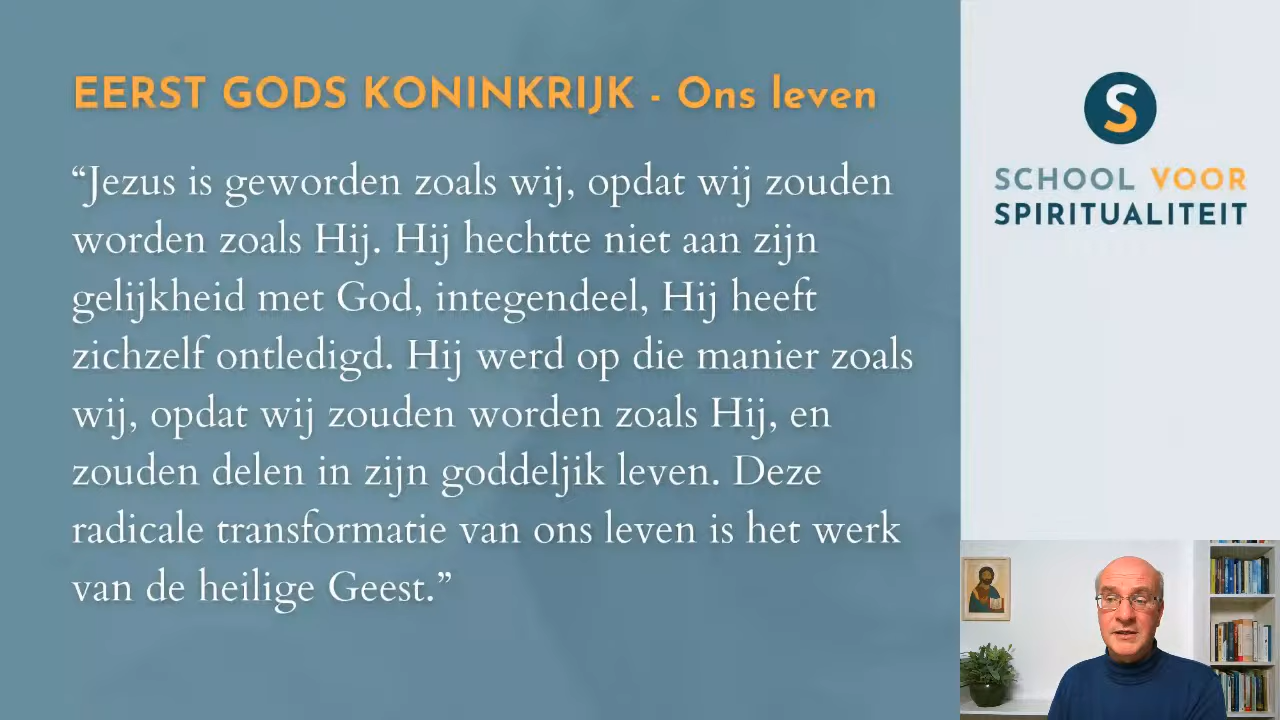 EERST GODS KONINKRIJK - Ons leven
“Jezus is geworden zoals wij, opdat wij zouden
worden zoals Hij. Hij hechtte niet aan zijn
gelijkheid met God, integendeel, Hij heeft
zichzelf ontledigd. Hij werd op die manier zoals
wij, opdat wij zouden worden zoals Hij, en
zouden delen in zijn goddeljik leven. Deze
radicale transformatie van ons leven is het werk
van de heilige Geest.”
S
SCHOOL VOOR
SPIRITUALITEIT